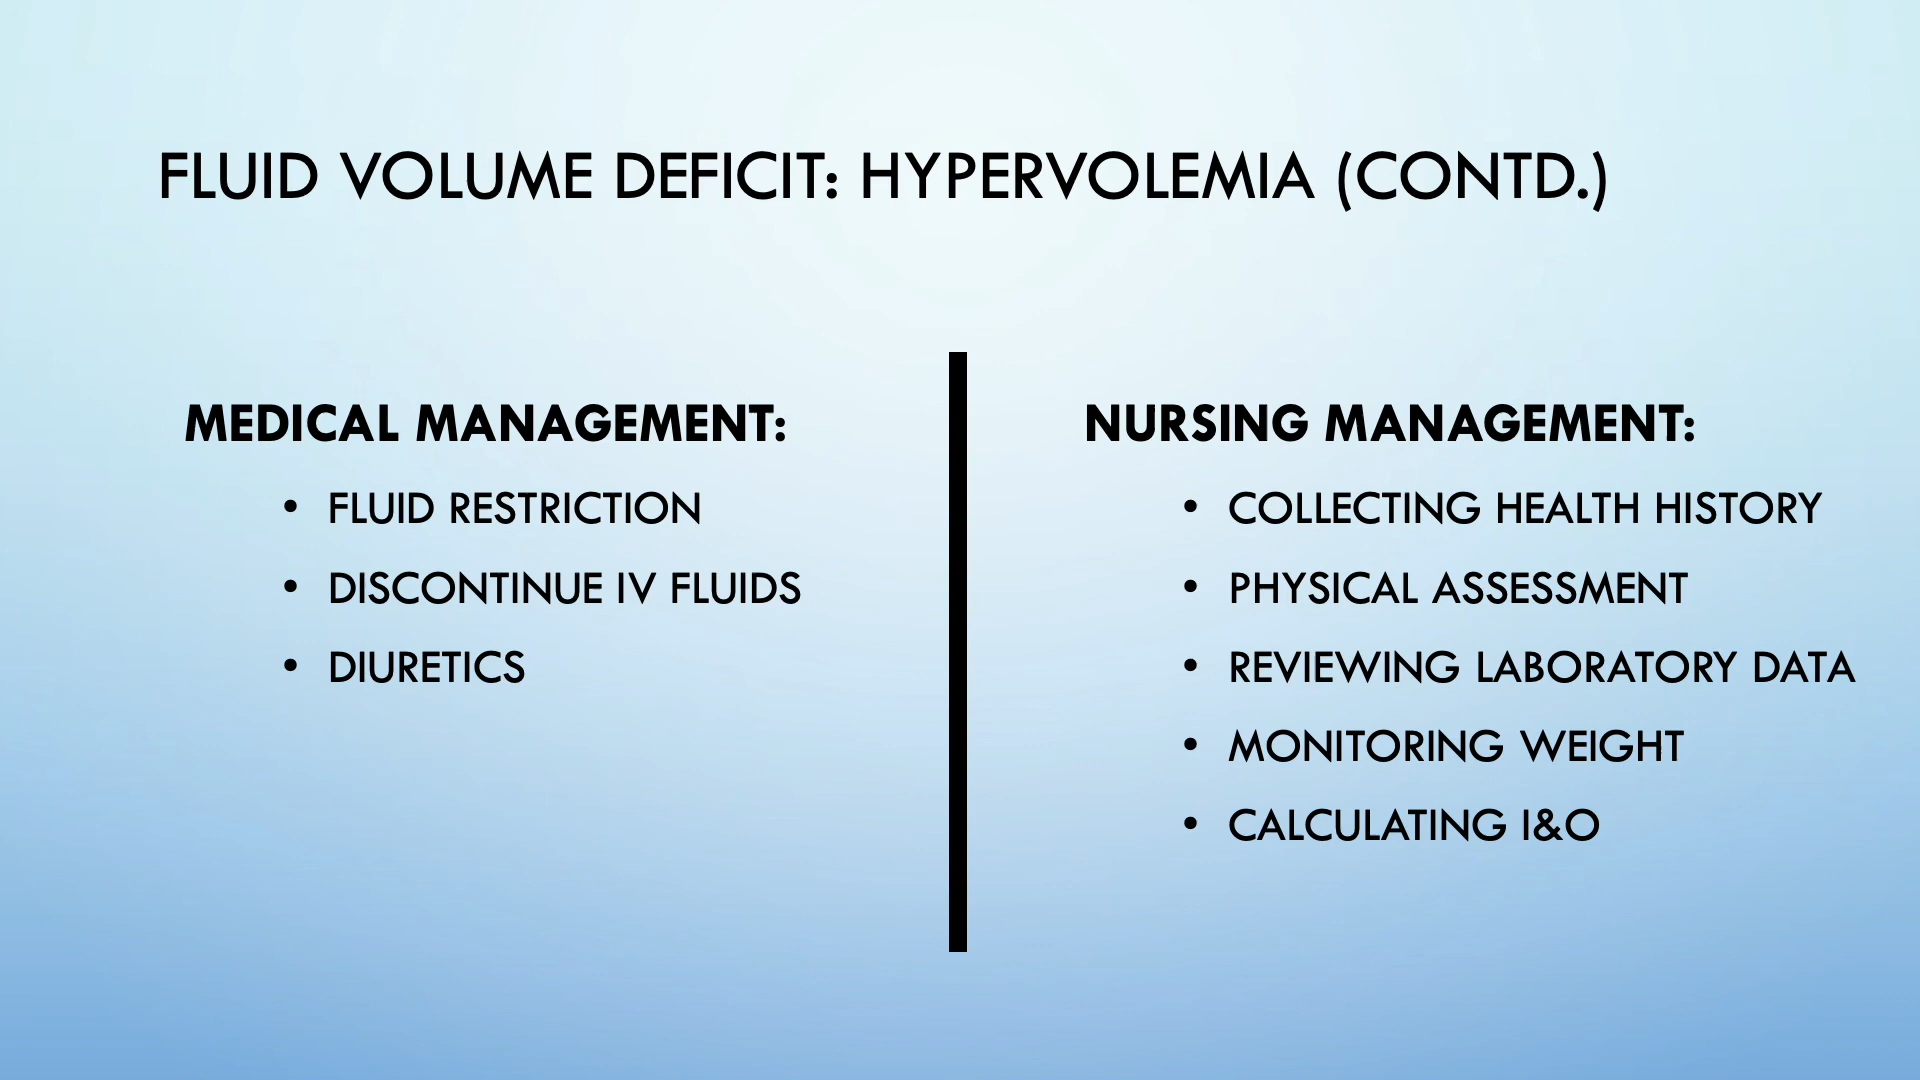 FLUID VOLUME DEFICIT: HYPERVOLEMIA (CONTD.)
MEDICAL MANAGEMENT:
• FLUID RESTRICTION
• DISCONTINUE IV FLUIDS
• DIURETICS
NURSING MANAGEMENT:
• COLLECTING HEALTH HISTORY
• PHYSICAL ASSESSMENT
• REVIEWING LABORATORY DATA
• MONITORING WEIGHT
• CALCULATING I&O